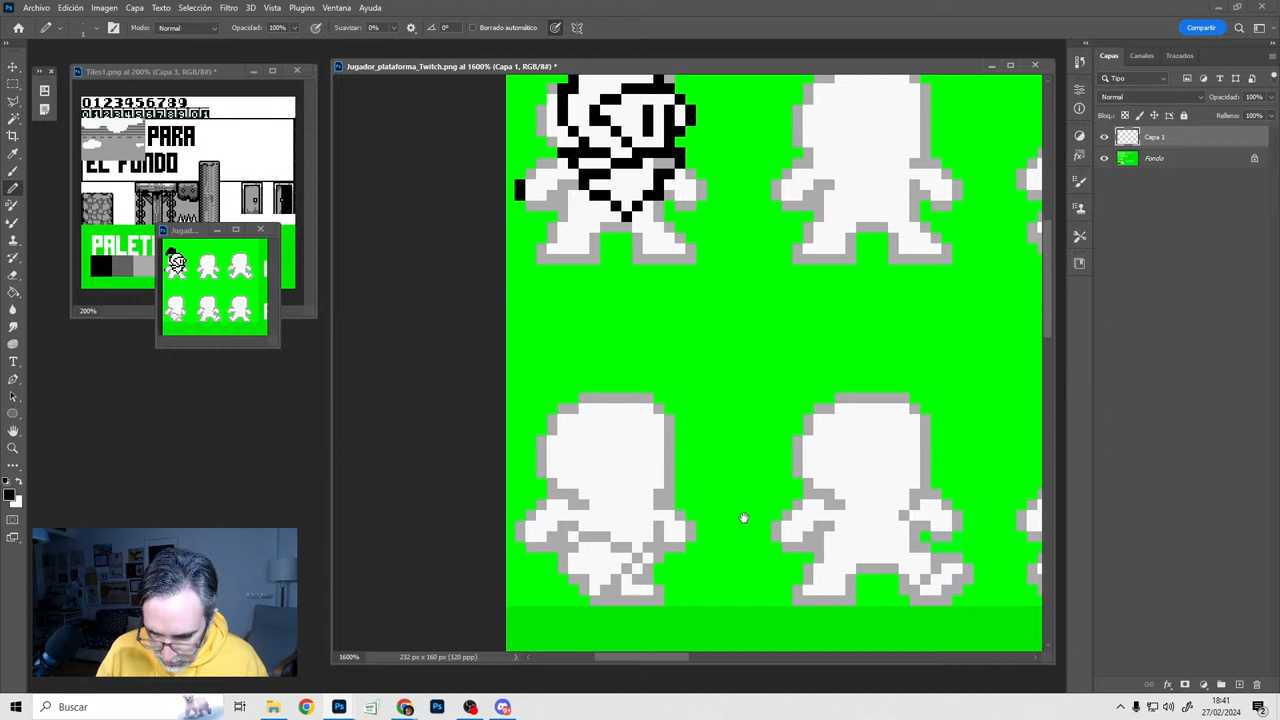 Archivo Edición Imagen Capa Texto Selección Filtro 3D Vista Plugins Ventana Ayuda
Modo: Normal Opacidad: 100% Suavizar: 0% 0° Borrado automático Compartir
Tiles1.png al 200% (Capa 3, RGB/8#) *
Jugador_plataforma_Twitch.png al 1600% (Capa 1, RGB/8#) *
Capas Canales Trazados
Tipo
Normal Opacidad: 100%
Bloq.: Relleno: 100%
Capa 1
Fondo
0123456789
PARA
EL FONDO
PALET
Jugad...
200%
1600% 232 px x 160 px (120 ppp)
Buscar
18:41
27/02/2024